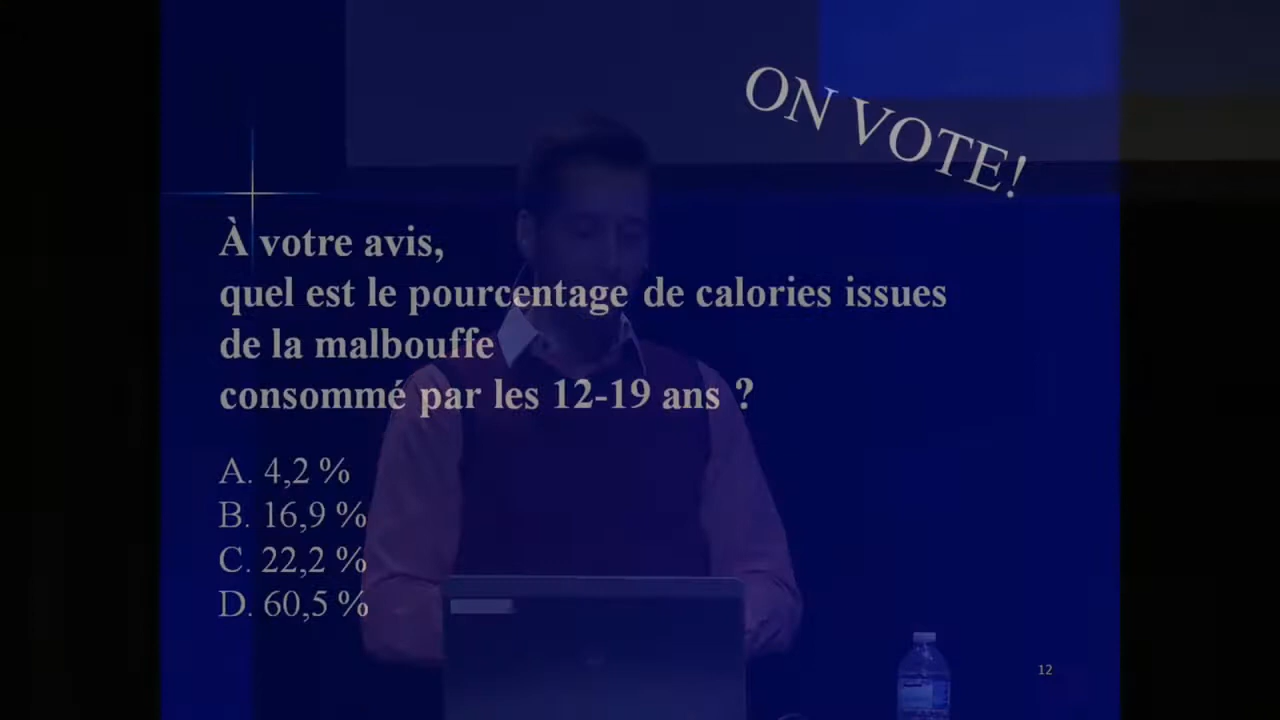 ON VOTE!
À votre avis,
quel est le pourcentage de calories issues
de la malbouffe
consommé par les 12-19 ans ?
A. 4,2 %
B. 16,9 %
C. 22,2 %
D. 60,5 %
12